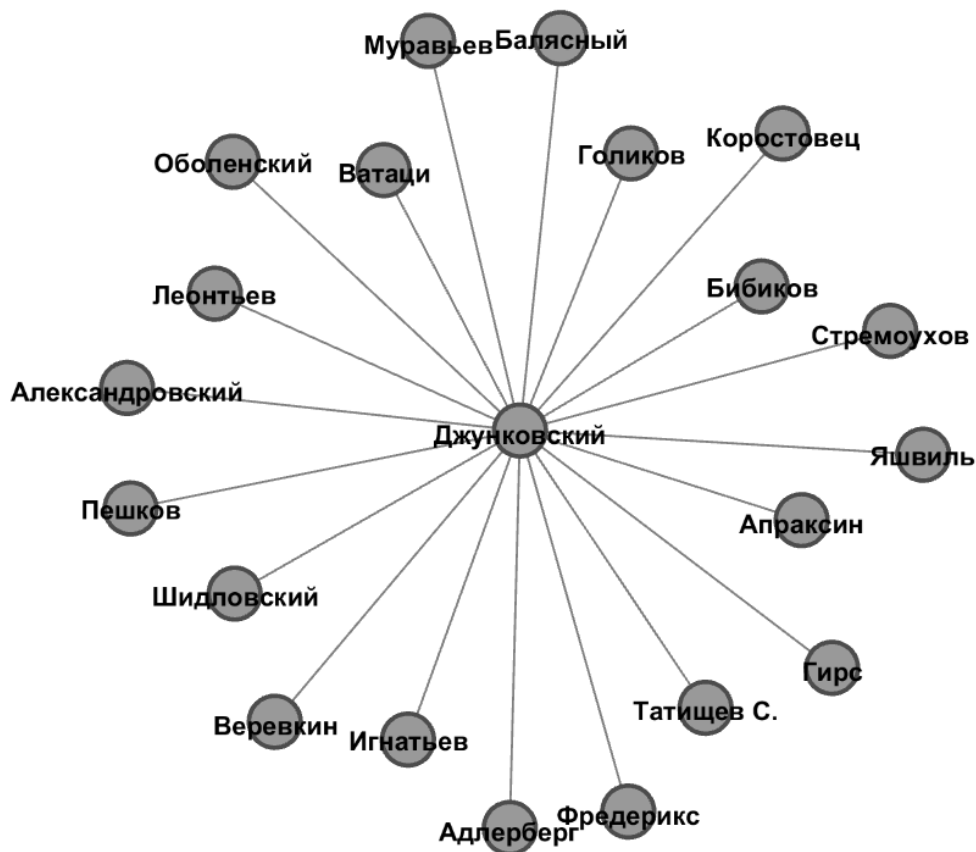 Муравьев
Балясный
Оболенский
Ватаци
Голиков
Коростовец
Леонтьев
Бибиков
Стремоухов
Александровский
Джунковский
Яшвиль
Пешков
Апраксин
Шидловский
Гирс
Веревкин
Игнатьев
Татищев С.
Адлерберг
Фредерикс